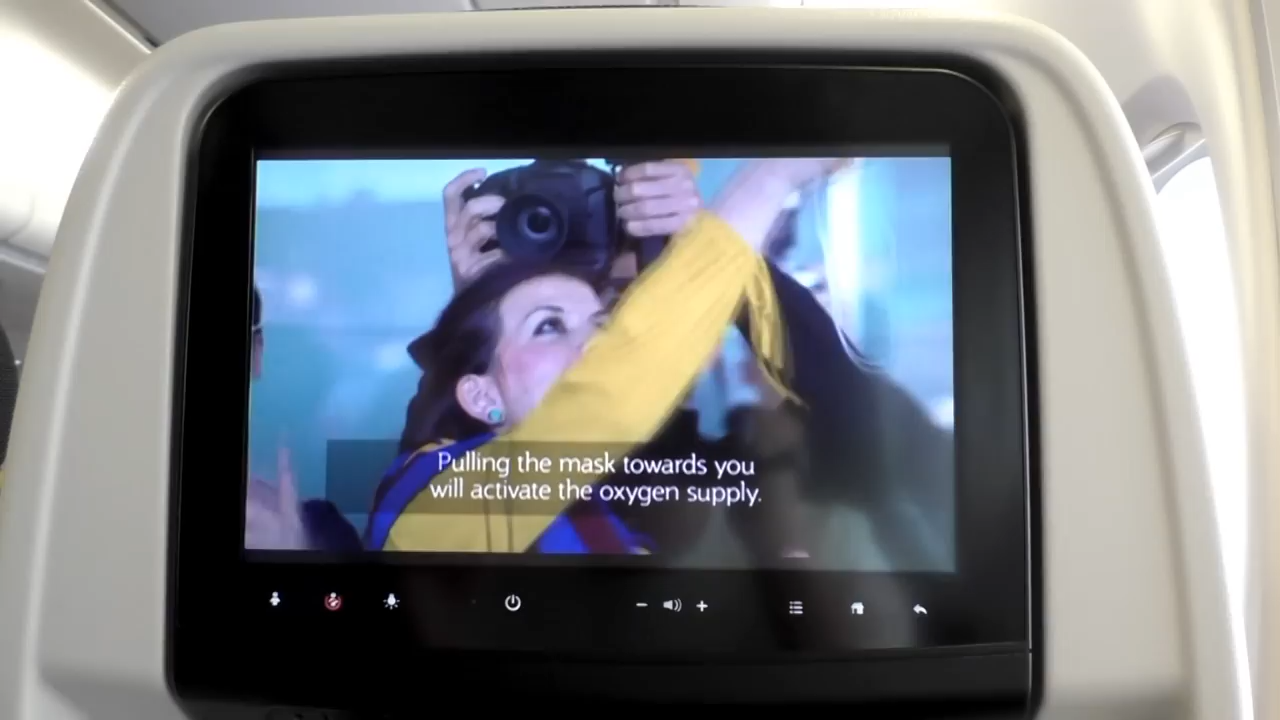 Pulling the mask towards you
will activate the oxygen supply.